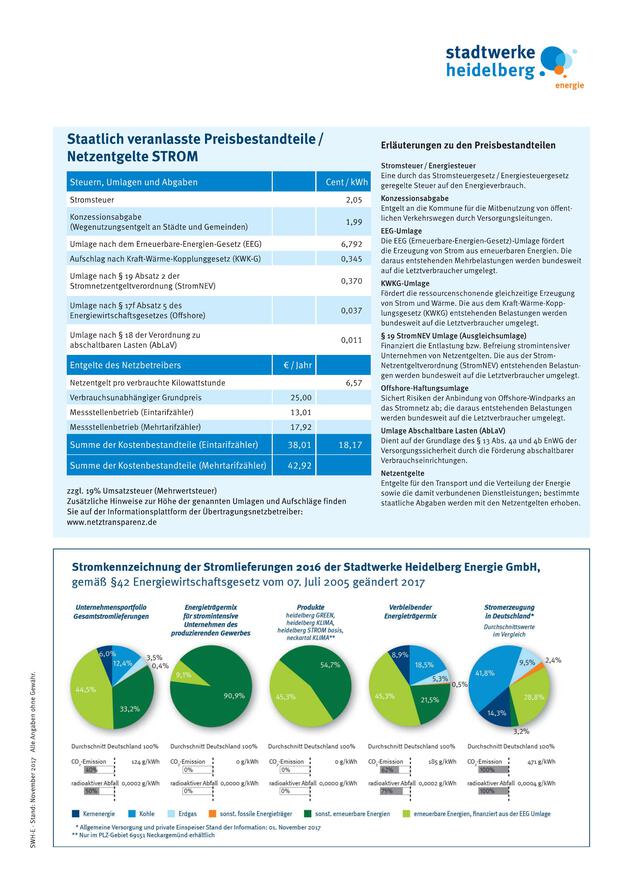 stadtwerke
heidelberg
energie
Staatlich veranlasste Preisbestandteile /
Netzentgelte STROM
Steuern, Umlagen und Abgaben Cent / kWh
Stromsteuer 2,05
Konzessionsabgabe
(Wegenutzungsentgelt an Städte und Gemeinden) 1,99
Umlage nach dem Erneuerbare-Energien-Gesetz (EEG) 6,792
Aufschlag nach Kraft-Wärme-Kopplunggesetz (KWK-G) 0,345
Umlage nach § 19 Absatz 2 der
Stromnetzentgeltverordnung (StromNEV) 0,370
Umlage nach § 17f Absatz 5 des
Energiewirtschaftsgesetzes (Offshore) 0,037
Umlage nach § 18 der Verordnung zu
abschaltbaren Lasten (AbLaV) 0,011
Entgelte des Netzbetreibers € / Jahr
Netzentgelt pro verbrauchte Kilowattstunde 6,57
Verbrauchsunabhängiger Grundpreis 25,00
Messstellenbetrieb (Eintarifzähler) 13,01
Messstellenbetrieb (Mehrtarifzähler) 17,92
Summe der Kostenbestandteile (Eintarifzähler) 38,01 18,17
Summe der Kostenbestandteile (Mehrtarifzähler) 42,92
zzgl. 19% Umsatzsteuer (Mehrwertsteuer)
Zusätzliche Hinweise zur Höhe der genannten Umlagen und Aufschläge finden
Sie auf der Informationsplattform der Übertragungsnetzbetreiber:
www.netztransparenz.de
Erläuterungen zu den Preisbestandteilen
Stromsteuer / Energiesteuer
Eine durch das Stromsteuergesetz / Energiesteuergesetz
geregelte Steuer auf den Energieverbrauch.
Konzessionsabgabe
Entgelt an die Kommune für die Mitbenutzung von öffent-
lichen Verkehrswegen durch Versorgungsleitungen.
EEG-Umlage
Die EEG (Erneuerbare-Energien-Gesetz)-Umlage fördert
die Erzeugung von Strom aus erneuerbaren Energien. Die
daraus entstehenden Mehrbelastungen werden bundesweit
auf die Letztverbraucher umgelegt.
KWKG-Umlage
Fördert die ressourcenschonende gleichzeitige Erzeugung
von Strom und Wärme. Die aus dem Kraft-Wärme-Kopp-
lungsgesetz (KWKG) entstehenden Belastungen werden
bundesweit auf die Letztverbraucher umgelegt.
§ 19 StromNEV Umlage (Ausgleichsumlage)
Finanziert die Entlastung bzw. Befreiung stromintensiver
Unternehmen von Netzentgelten. Die aus der Strom-
Netzentgeltverordnung (StromNEV) entstehenden Belastun-
gen werden bundesweit auf die Letztverbraucher umgelegt.
Offshore-Haftungsumlage
Sichert Risiken der Anbindung von Offshore-Windparks an
das Stromnetz ab; die daraus entstehenden Belastungen
werden bundesweit auf die Letztverbraucher umgelegt.
Umlage Abschaltbare Lasten (AbLaV)
Dient auf der Grundlage des § 13 Abs. 4a und 4b EnWG der
Versorgungssicherheit durch die Förderung abschaltbarer
Verbrauchseinrichtungen.
Netzentgelte
Entgelte für den Transport und die Verteilung der Energie
sowie die damit verbundenen Dienstleistungen; bestimmte
staatliche Abgaben werden mit den Netzentgelten erhoben.
Stromkennzeichnung der Stromlieferungen 2016 der Stadtwerke Heidelberg Energie GmbH,
gemäß §42 Energiewirtschaftsgesetz vom 07. Juli 2005 geändert 2017
Unternehmensportfolio
Gesamtstromlieferungen
6,0%
12,4%
3,5%
0,4%
33,2%
44,5%
Durchschnitt Deutschland 100%
CO2-Emission 124 g/kWh
40%
radioaktiver Abfall 0,0002 g/kWh
50%
Energieträgermix
für stromintensive
Unternehmen des
produzierenden Gewerbes
9,1%
90,9%
Durchschnitt Deutschland 100%
CO2-Emission 0 g/kWh
0%
radioaktiver Abfall 0,0000 g/kWh
0%
Produkte
heidelberg GREEN,
heidelberg KLIMA,
heidelberg STROM basis,
neckartal KLIMA**
54,7%
45,3%
Durchschnitt Deutschland 100%
CO2-Emission 0 g/kWh
0%
radioaktiver Abfall 0,0000 g/kWh
0%
Verbleibender
Energieträgermix
8,9%
18,5%
5,3%
0,5%
21,5%
45,3%
Durchschnitt Deutschland 100%
CO2-Emission 185 g/kWh
62%
radioaktiver Abfall 0,0002 g/kWh
75%
Stromerzeugung
in Deutschland*
Durchschnittswerte
im Vergleich
41,8%
9,5%
2,4%
28,8%
3,2%
14,3%
Durchschnitt Deutschland 100%
CO2-Emission 471 g/kWh
100%
radioaktiver Abfall 0,0004 g/kWh
100%
Kernenergie Kohle Erdgas sonst. fossile Energieträger sonst. erneuerbare Energien erneuerbare Energien, finanziert aus der EEG Umlage
* Allgemeine Versorgung und private Einspeiser Stand der Information: 01. November 2017
** Nur im PLZ-Gebiet 69151 Neckargemünd erhältlich
SWH-E · Stand: November 2017 Alle Angaben ohne Gewähr.